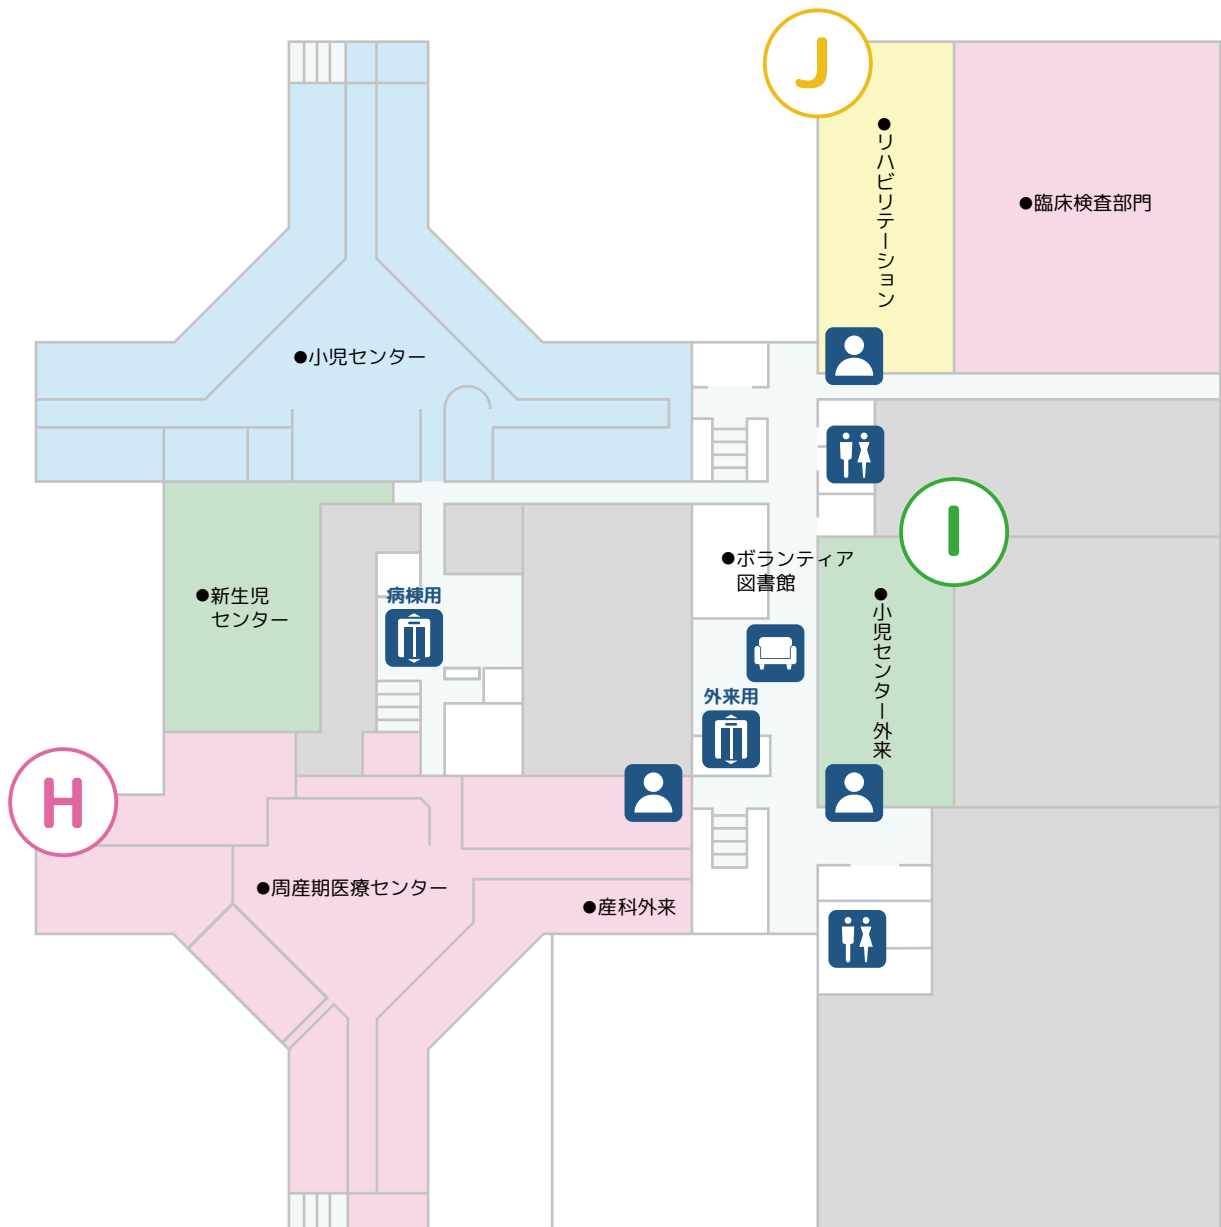 J
●リハビリテーション
●臨床検査部門
●小児センター
I
●ボランティア
図書館
●新生児
センター
病棟用
●小児センター外来
外来用
H
●周産期医療センター
●産科外来